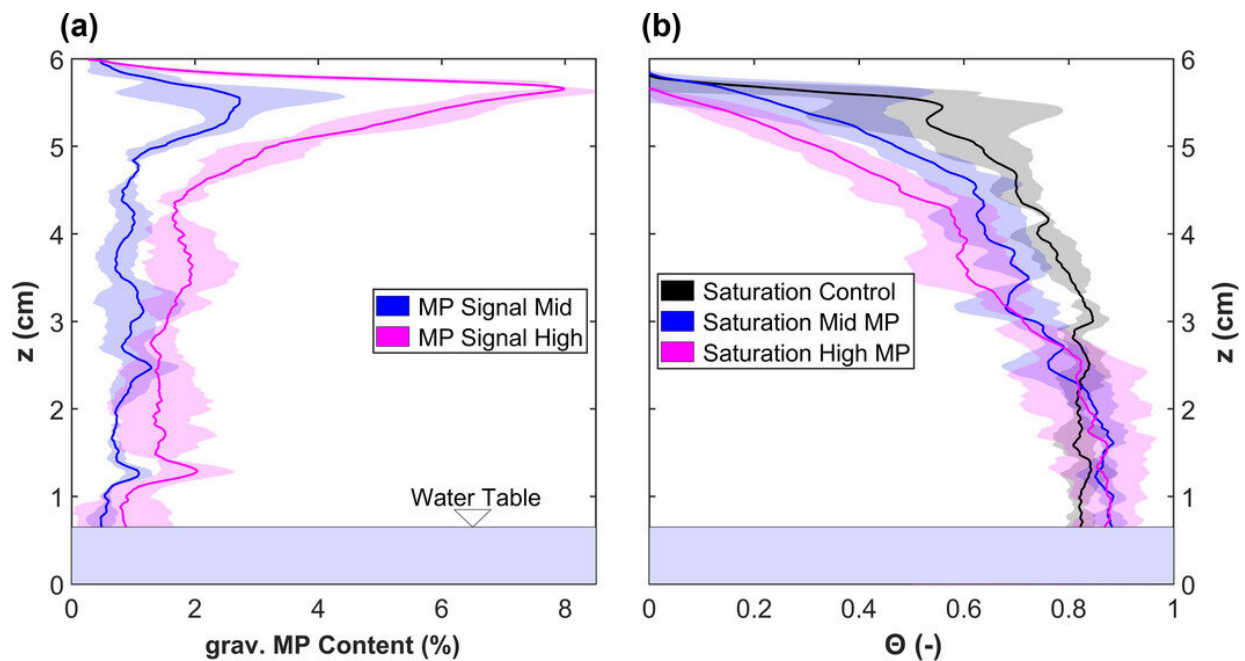 (a)
6
5
4
3
2
1
0
z (cm)
MP Signal Mid
MP Signal High
Water Table
0
2
4
6
8
grav. MP Content (%)
(b)
Saturation Control
Saturation Mid MP
Saturation High MP
6
5
4
3
2
1
0
z (cm)
0
0.2
0.4
0.6
0.8
1
Θ (-)